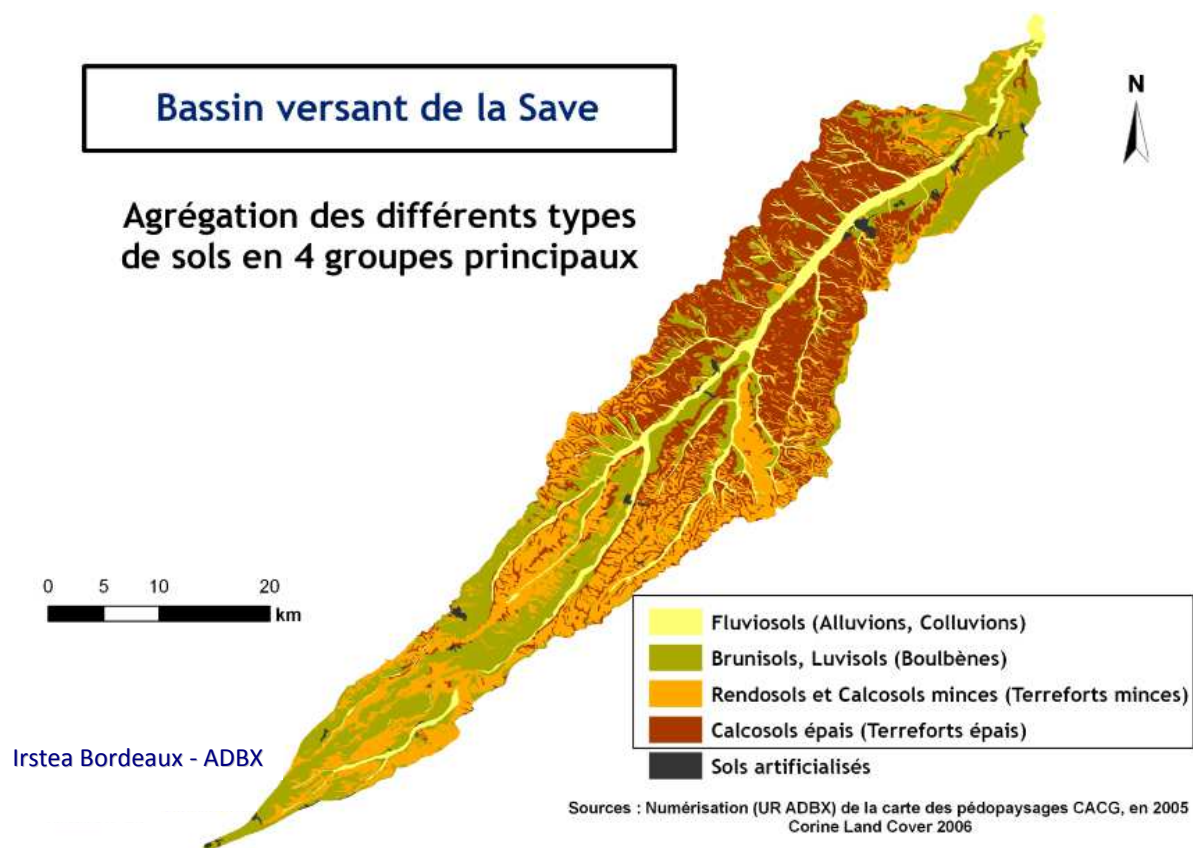 Bassin versant de la Save
Agrégation des différents types
de sols en 4 groupes principaux
N
0 5 10 20
km
Fluviosols (Alluvions, Colluvions)
Brunisols, Luvisols (Boulbènes)
Rendosols et Calcosols minces (Terreforts minces)
Calcosols épais (Terreforts épais)
Sols artificialisés
Irstea Bordeaux - ADBX
Sources : Numérisation (UR ADBX) de la carte des pédopaysages CACG, en 2005
Corine Land Cover 2006